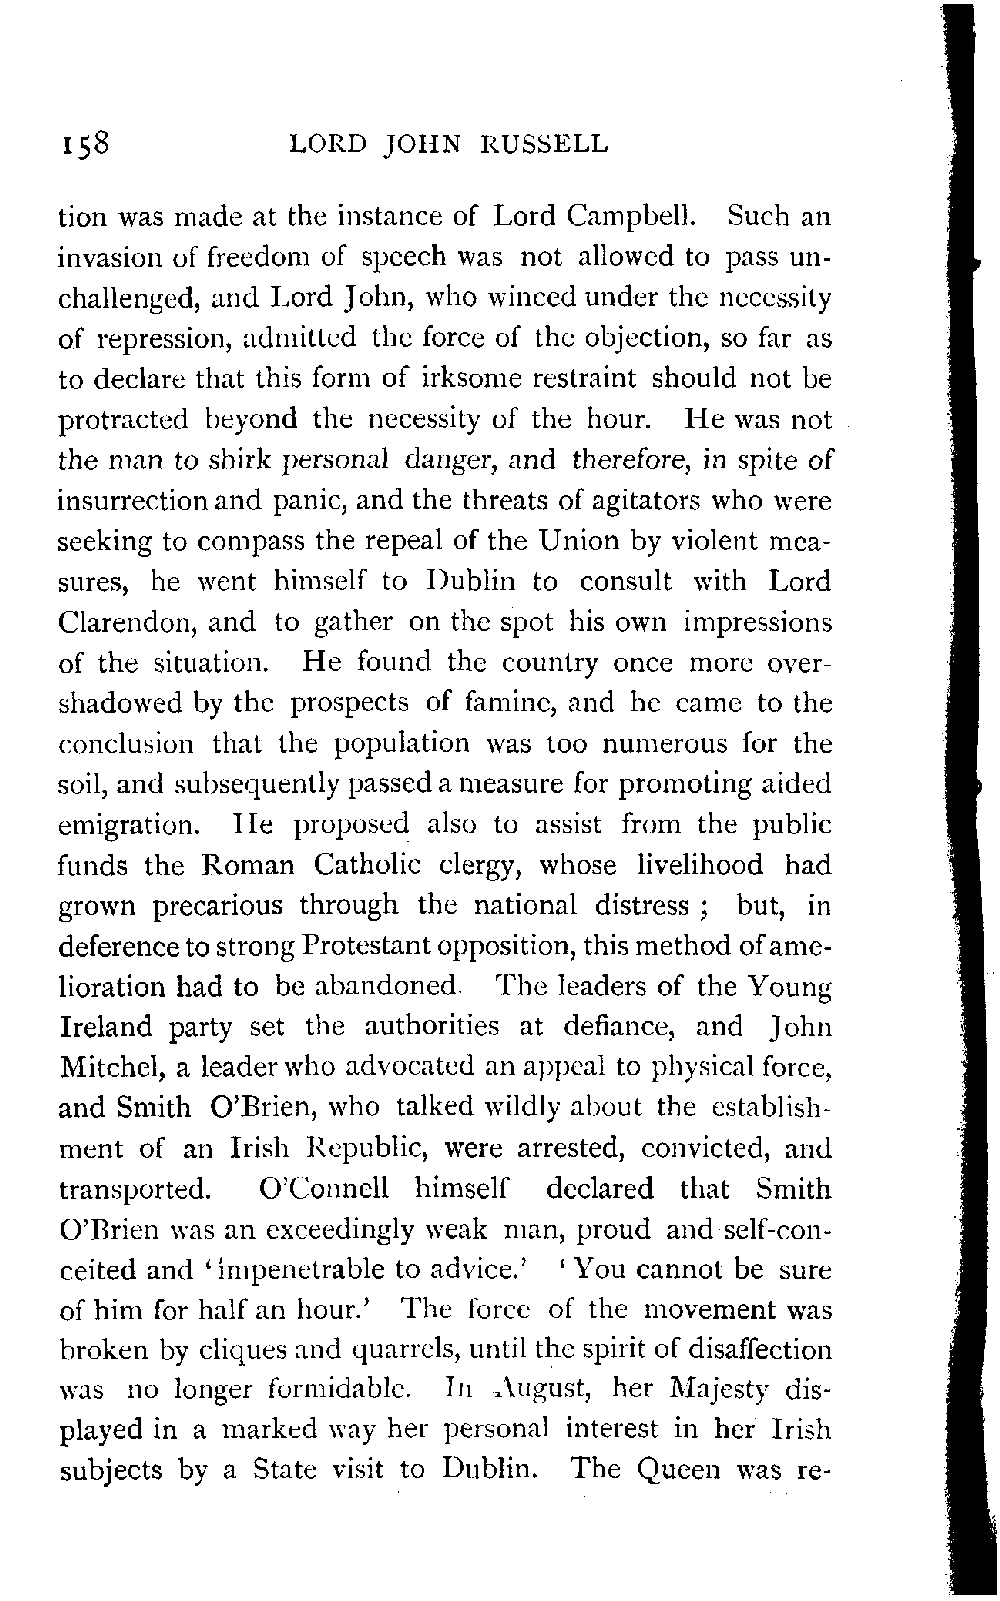 158 LORD JOHN RUSSELL
tion was made at the instance of Lord Campbell. Such an
invasion of freedom of speech was not allowed to pass un-
challenged, and Lord John, who winced under the necessity
of repression, admitted the force of the objection, so far as
to declare that this form of irksome restraint should not be
protracted beyond the necessity of the hour. He was not
the man to shirk personal danger, and therefore, in spite of
insurrection and panic, and the threats of agitators who were
seeking to compass the repeal of the Union by violent mea-
sures, he went himself to Dublin to consult with Lord
Clarendon, and to gather on the spot his own impressions
of the situation. He found the country once more over-
shadowed by the prospects of famine, and he came to the
conclusion that the population was too numerous for the
soil, and subsequently passed a measure for promoting aided
emigration. He proposed also to assist from the public
funds the Roman Catholic clergy, whose livelihood had
grown precarious through the national distress ; but, in
deference to strong Protestant opposition, this method of ame-
lioration had to be abandoned. The leaders of the Young
Ireland party set the authorities at defiance, and John
Mitchel, a leader who advocated an appeal to physical force,
and Smith O'Brien, who talked wildly about the establish-
ment of an Irish Republic, were arrested, convicted, and
transported. O'Connell himself declared that Smith
O'Brien was an exceedingly weak man, proud and self-con-
ceited and 'impenetrable to advice.' 'You cannot be sure
of him for half an hour.' The force of the movement was
broken by cliques and quarrels, until the spirit of disaffection
was no longer formidable. In August, her Majesty dis-
played in a marked way her personal interest in her Irish
subjects by a State visit to Dublin. The Queen was re-